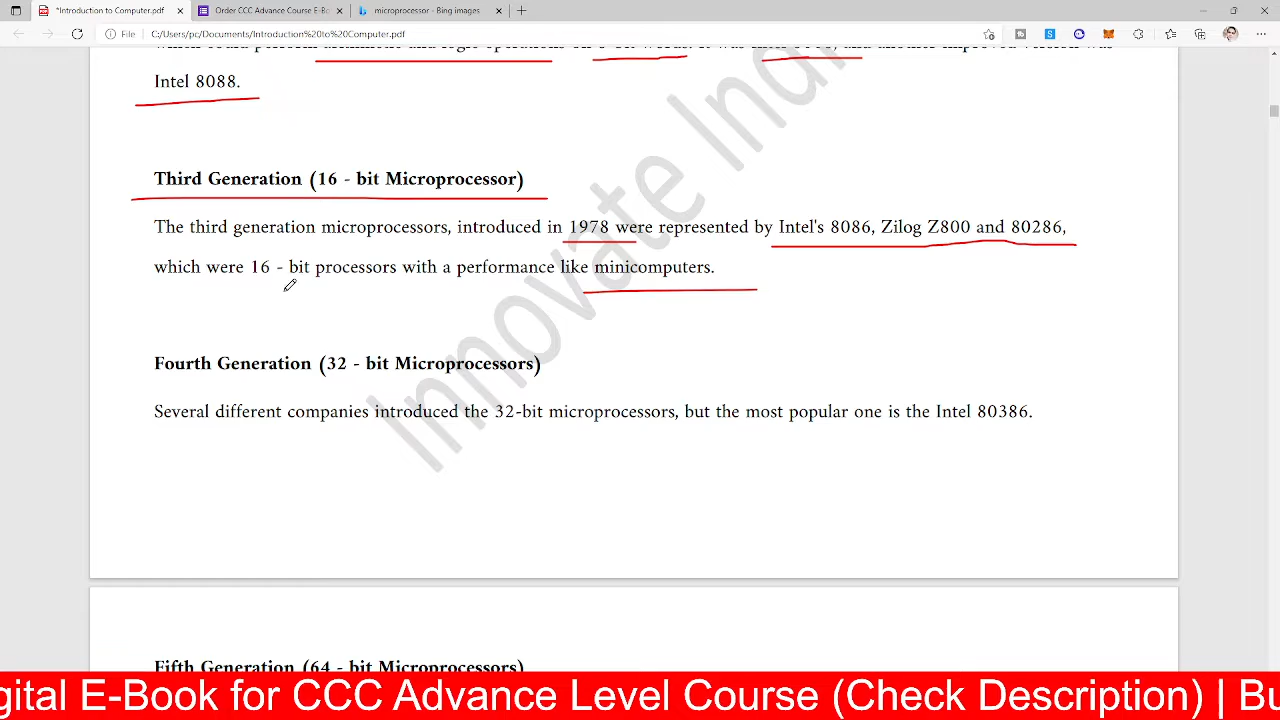 *Introduction to Computer.pdf
Order CCC Advance Course E-Bo
microprocessor - Bing images
File
C:/Users/pc/Documents/Introduction%20to%20Computer.pdf
Intel 8088.
Third Generation (16 - bit Microprocessor)
The third generation microprocessors, introduced in 1978 were represented by Intel's 8086, Zilog Z800 and 80286,
which were 16 - bit processors with a performance like minicomputers.
Innovate Indi
Fourth Generation (32 - bit Microprocessors)
Several different companies introduced the 32-bit microprocessors, but the most popular one is the Intel 80386.
Fifth Generation (64 - bit Microprocessors)
gital E-Book for CCC Advance Level Course (Check Description) | Bu